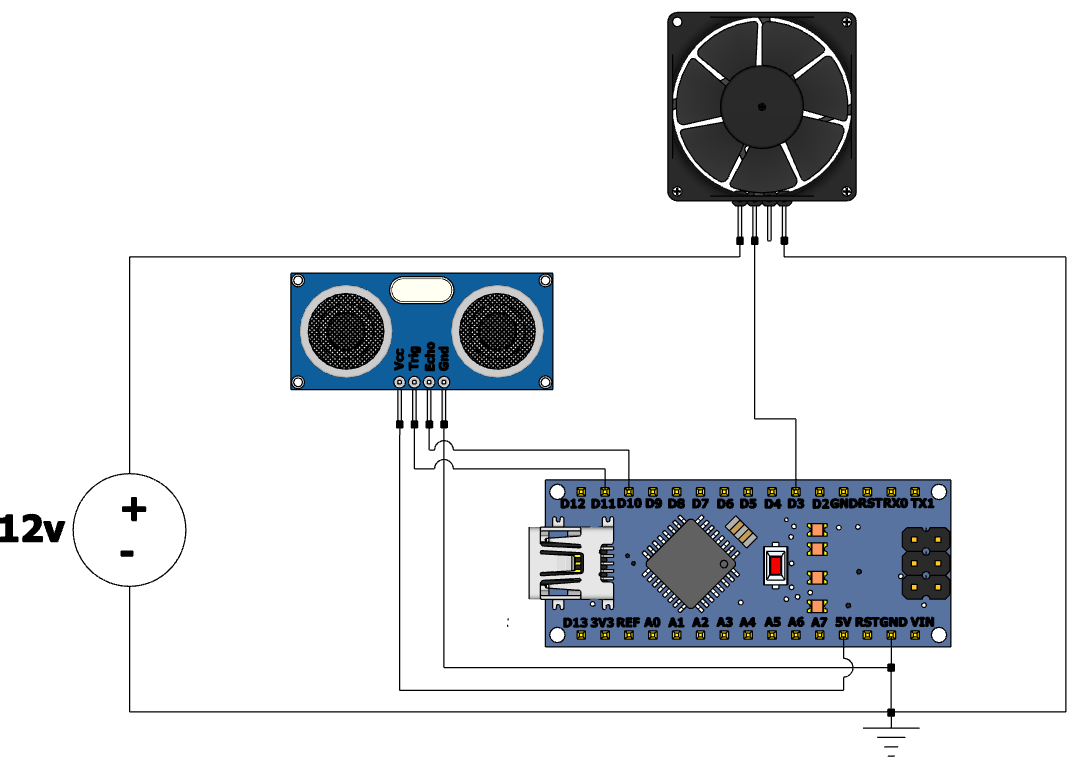 Vcc
Trig
Echo
Gnd
+
12v
-
D12 D11 D10 D9 D8 D7 D6 D5 D4 D3 D2 GND RST RX0 TX1
:
D13 3V3 REF A0 A1 A2 A3 A4 A5 A6 A7 5V RST GND VIN